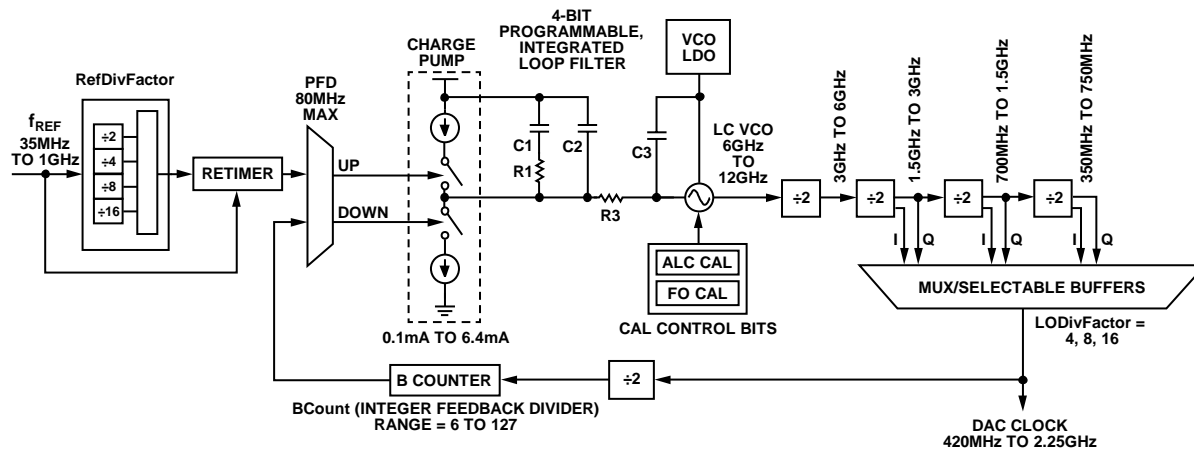 4-BIT
PROGRAMMABLE,
INTEGRATED
LOOP FILTER
VCO
LDO
CHARGE
PUMP
RefDivFactor
PFD
80MHz
MAX
fREF
35MHz
TO 1GHz
÷2
÷4
÷8
÷16
RETIMER
UP
DOWN
C1
R1
C2
C3
R3
LC VCO
6GHz
TO
12GHz
3GHz TO 6GHz
1.5GHz TO 3GHz
700MHz TO 1.5GHz
350MHz TO 750MHz
÷2
÷2
÷2
÷2
I
Q
I
Q
I
Q
ALC CAL
FO CAL
CAL CONTROL BITS
MUX/SELECTABLE BUFFERS
LODivFactor =
4, 8, 16
0.1mA TO 6.4mA
B COUNTER
÷2
BCount (INTEGER FEEDBACK DIVIDER)
RANGE = 6 TO 127
DAC CLOCK
420MHz TO 2.25GHz